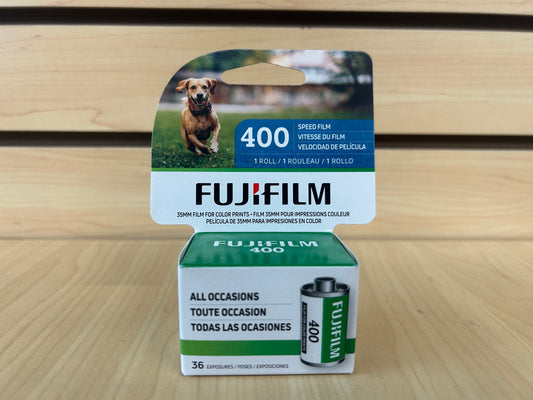 400
SPEED FILM
VITESSE DU FILM
VELOCIDAD DE PELÍCULA
1 ROLL / 1 ROULEAU / 1 ROLLO
FUJIFILM
35MM FILM FOR COLOR PRINTS • FILM 35MM POUR IMPRESSIONS COULEUR
PELÍCULA DE 35MM PARA IMPRESIONES EN COLOR
FUJIFILM
400
ALL OCCASIONS
TOUTE OCCASION
TODAS LAS OCASIONES
36 EXPOSURES / POSES / EXPOSICIONES
FUJIFILM
400